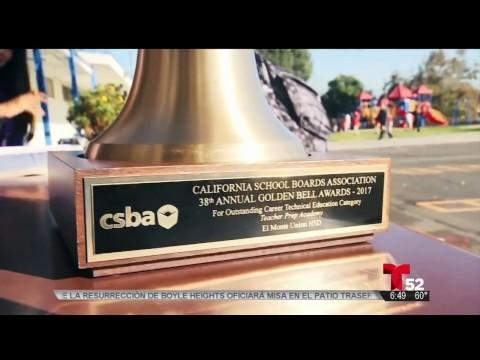 csba
CALIFORNIA SCHOOL BOARDS ASSOCIATION
38th ANNUAL GOLDEN BELL AWARDS - 2017
For Outstanding Career Technical Education Category
Teacher Prep Academy
El Monte Union HSD
T 52
E LA RESURRECCIÓN DE BOYLE HEIGHTS OFICIARÁ MISA EN EL PATIO TRASER
6:49 60°